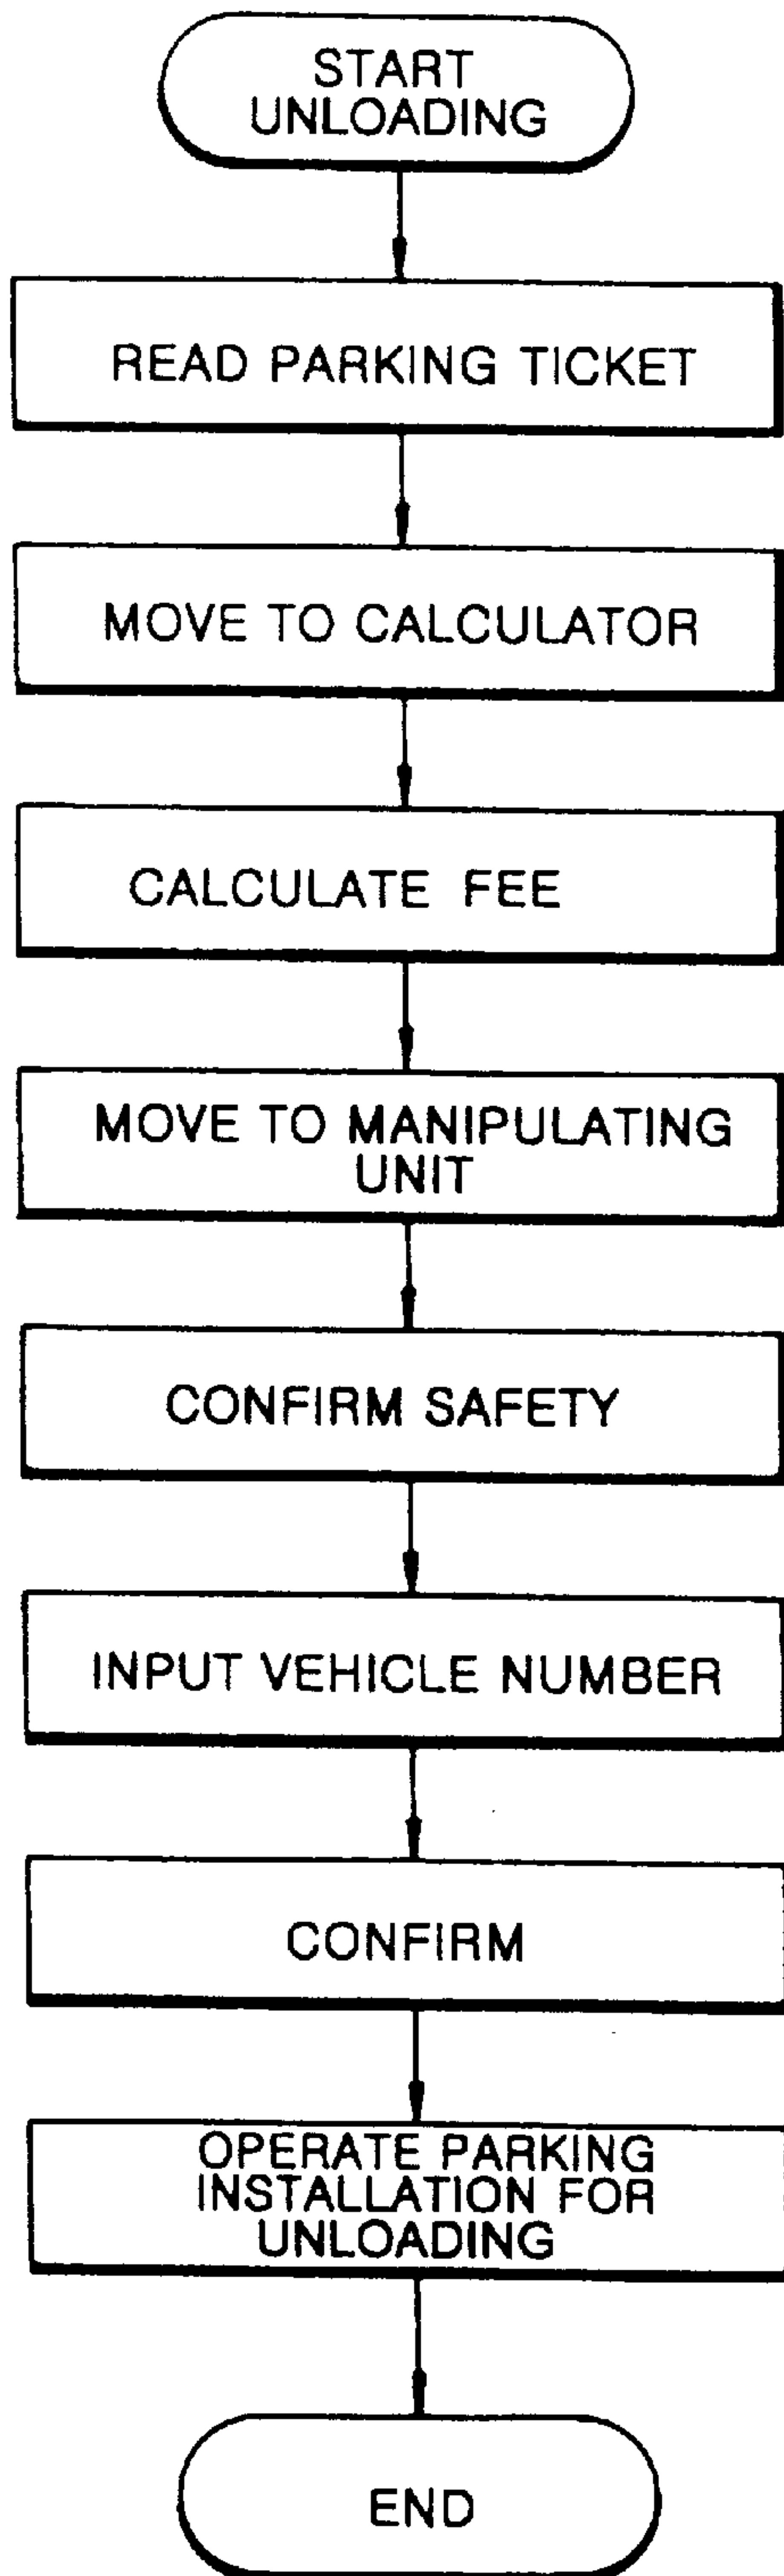 START
UNLOADING
READ PARKING TICKET
MOVE TO CALCULATOR
CALCULATE FEE
MOVE TO MANIPULATING
UNIT
CONFIRM SAFETY
INPUT VEHICLE NUMBER
CONFIRM
OPERATE PARKING
INSTALLATION FOR
UNLOADING
END